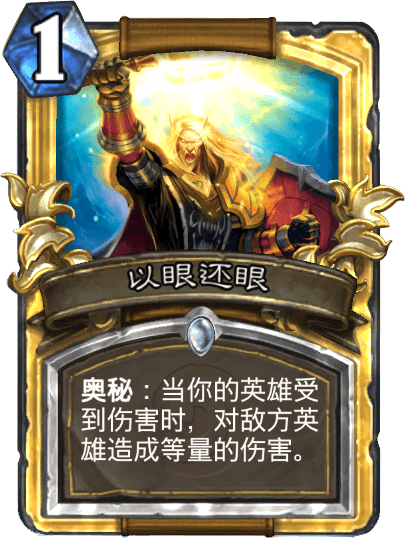 1
以眼还眼
奥秘：当你的英雄受
到伤害时，对敌方英
雄造成等量的伤害。